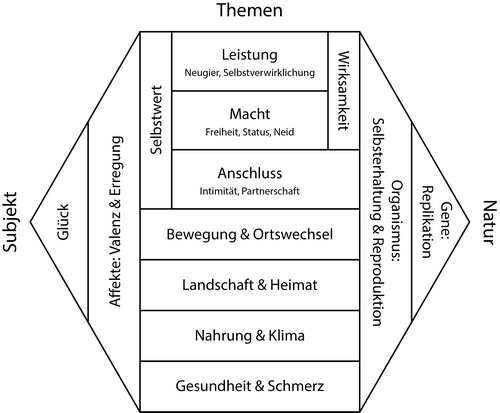 Themen
Subjekt
Glück
Affekte: Valenz & Erregung
Selbstwert
Leistung
Neugier, Selbstverwirklichung
Macht
Freiheit, Status, Neid
Anschluss
Intimität, Partnerschaft
Wirksamkeit
Bewegung & Ortswechsel
Landschaft & Heimat
Nahrung & Klima
Gesundheit & Schmerz
Organismus:
Selbsterhaltung & Reproduktion
Gene:
Replikation
Natur